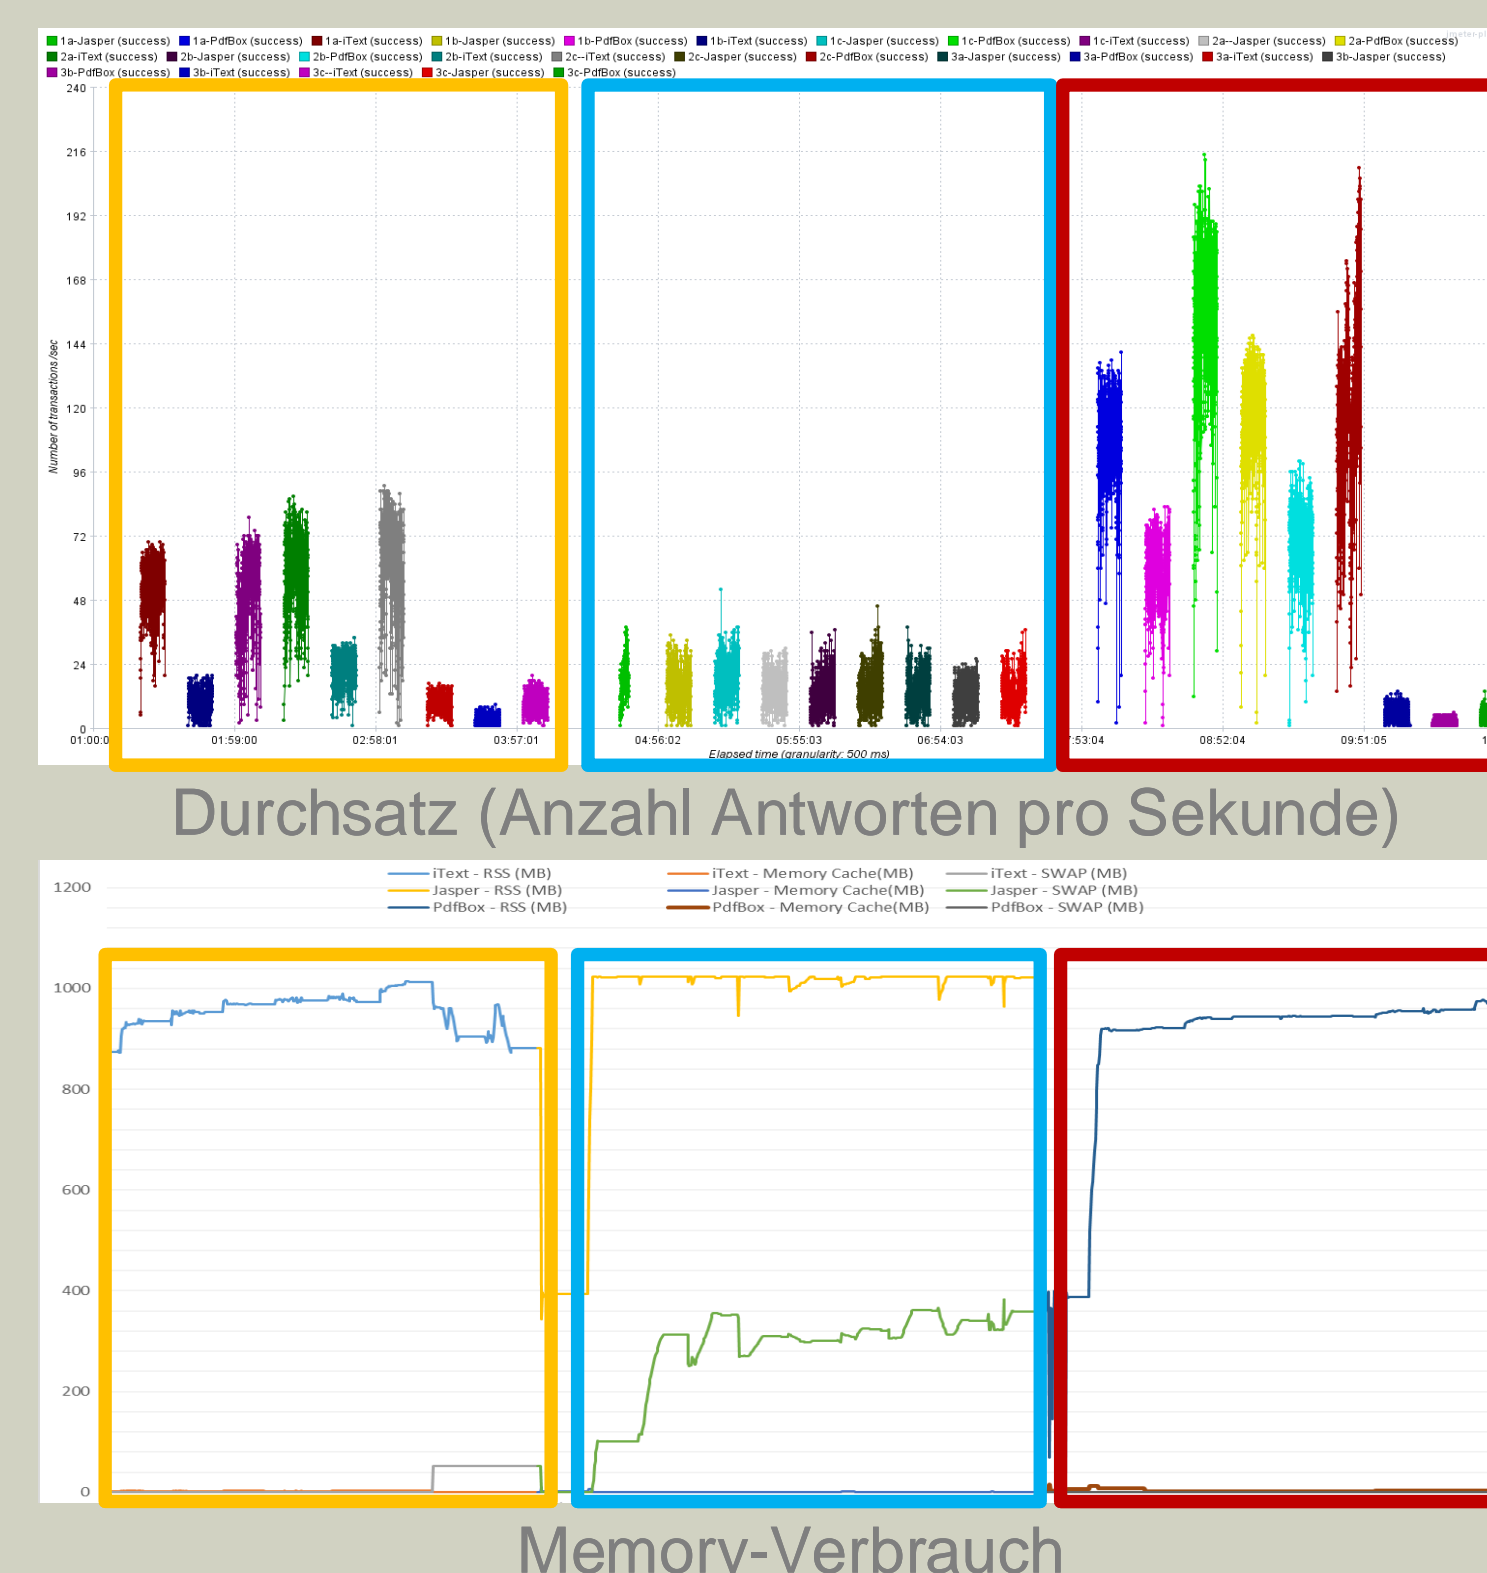 1a-Jasper (success) 1a-PdfBox (success) 1a-iText (success) 1b-Jasper (success) 1b-PdfBox (success) 1b-iText (success) 1c-Jasper (success) 1c-PdfBox (success) 1c-iText (success) 2a--Jasper (success) 2a-PdfBox (success)
2a-iText (success) 2b-Jasper (success) 2b-PdfBox (success) 2b-iText (success) 2c--iText (success) 2c-Jasper (success) 2c-PdfBox (success) 3a-Jasper (success) 3a-PdfBox (success) 3a-iText (success) 3b-Jasper (success)
3b-PdfBox (success) 3b-iText (success) 3c--iText (success) 3c-Jasper (success) 3c-PdfBox (success)
240
216
192
168
144
120
96
72
48
24
0
Number of transactions /sec
01:00:0 01:59:00 02:58:01 03:57:01 04:56:02 05:55:03 06:54:03 7:53:04 08:52:04 09:51:05 1
Elapsed time (granularity: 500 ms)
Durchsatz (Anzahl Antworten pro Sekunde)
iText - RSS (MB) iText - Memory Cache(MB) iText - SWAP (MB)
Jasper - RSS (MB) Jasper - Memory Cache(MB) Jasper - SWAP (MB)
PdfBox - RSS (MB) PdfBox - Memory Cache(MB) PdfBox - SWAP (MB)
1200
1000
800
600
400
200
0
Memory-Verbrauch